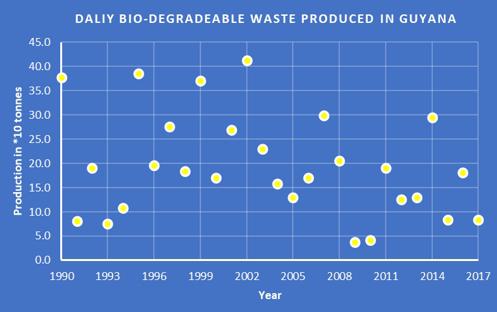 DALIY BIO-DEGRADEABLE WASTE PRODUCED IN GUYANA
45.0
40.0
35.0
30.0
25.0
20.0
15.0
10.0
5.0
0.0
Production in *10 tonnes
1990 1993 1996 1999 2002 2005 2008 2011 2014 2017
Year